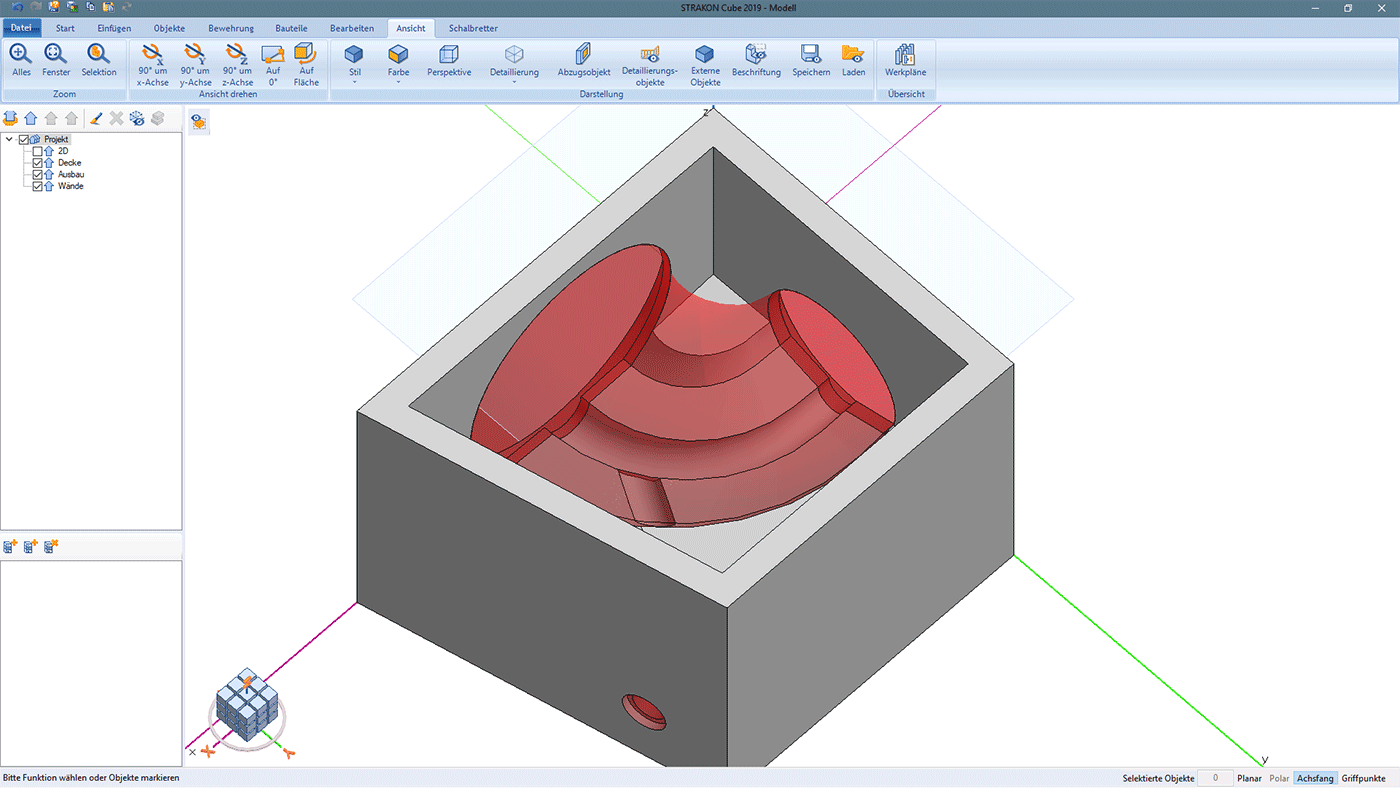 STRAKON Cube 2019 - Modell
Datei Start Einfügen Objekte Bewehrung Bauteile Bearbeiten Ansicht Schalbretter
Alles Fenster Selektion 90° um x-Achse 90° um y-Achse 90° um z-Achse Auf 0° Auf Fläche Stil Farbe Perspektive Detaillierung Abzugsobjekt Detaillierungs-objekte Externe Objekte Beschriftung Speichern Laden Werkpläne
Zoom Ansicht drehen Darstellung Übersicht
Projekt
2D
Decke
Ausbau
Wände
z
x
y
Bitte Funktion wählen oder Objekte markieren Selektierte Objekte 0 Planar Polar Achsfang Griffpunkte